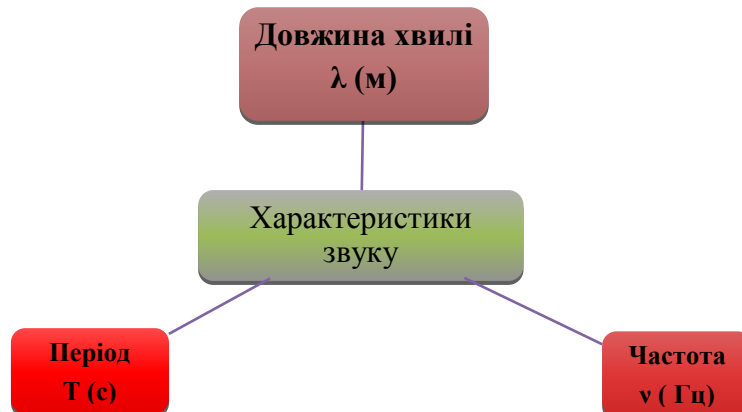 Довжина хвилі
λ (м)
Характеристики
звуку
Період
Т (с)
Частота
ν ( Гц)